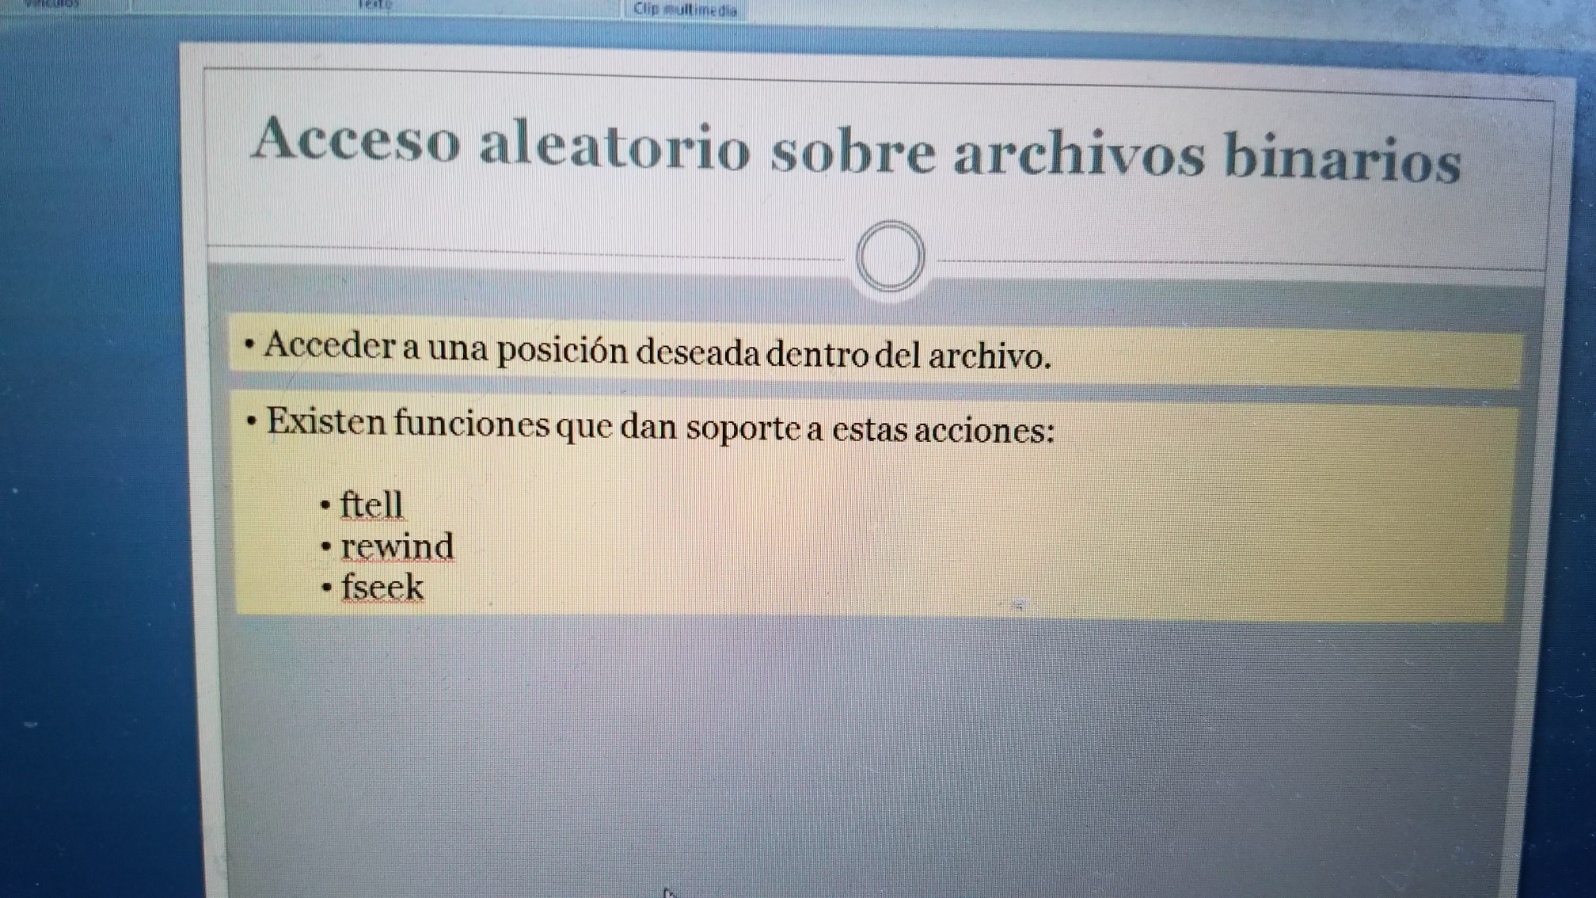 Vínculos
Texto
Clip multimedia
Acceso aleatorio sobre archivos binarios
• Acceder a una posición deseada dentro del archivo.
• Existen funciones que dan soporte a estas acciones:
• ftell
• rewind
• fseek